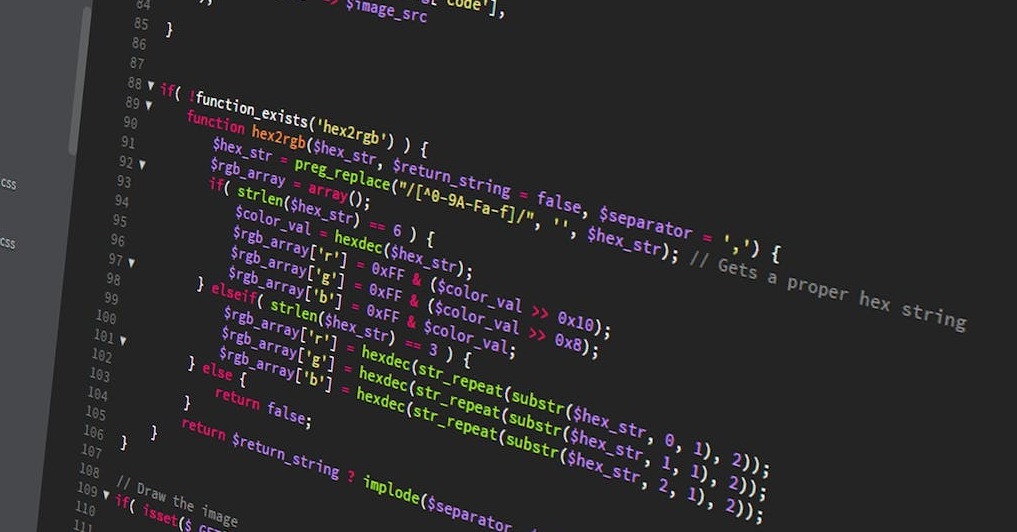 84
85
86
87
88
89
90
91
92
93
94
95
96
97
98
99
100
101
102
103
104
105
106
107
108
109
110
111
css
css
code'],
$image_src
}
if( !function_exists('hex2rgb') ) {
function hex2rgb($hex_str, $return_string = false, $separator = ',') {
$hex_str = preg_replace("/[^0-9A-Fa-f]/", '', $hex_str); // Gets a proper hex string
$rgb_array = array();
if( strlen($hex_str) == 6 ) {
$color_val = hexdec($hex_str);
$rgb_array['r'] = 0xFF & ($color_val >> 0x10);
$rgb_array['g'] = 0xFF & ($color_val >> 0x8);
$rgb_array['b'] = 0xFF & $color_val;
} elseif( strlen($hex_str) == 3 ) {
$rgb_array['r'] = hexdec(str_repeat(substr($hex_str, 0, 1), 2));
$rgb_array['g'] = hexdec(str_repeat(substr($hex_str, 1, 1), 2));
$rgb_array['b'] = hexdec(str_repeat(substr($hex_str, 2, 1), 2));
} else {
return false;
}
return $return_string ? implode($separator,
}
}
// Draw the image
if( isset($